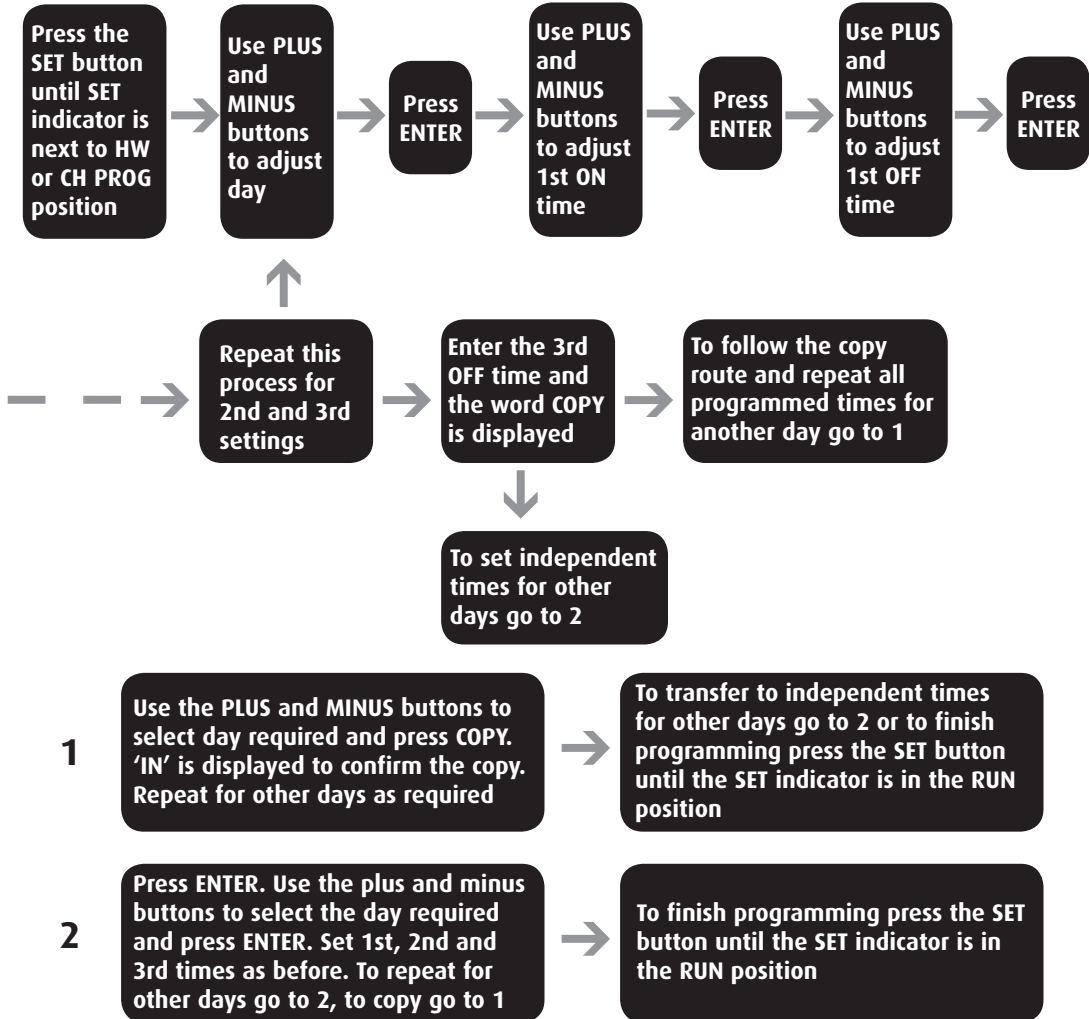 Press the
SET button
until SET
indicator is
next to HW
or CH PROG
position
Use PLUS
and
MINUS
buttons
to adjust
day
Press
ENTER
Use PLUS
and
MINUS
buttons
to adjust
1st ON
time
Press
ENTER
Use PLUS
and
MINUS
buttons
to adjust
1st OFF
time
Press
ENTER
Repeat this
process for
2nd and 3rd
settings
Enter the 3rd
OFF time and
the word COPY
is displayed
To follow the copy
route and repeat all
programmed times for
another day go to 1
To set independent
times for other
days go to 2
1
Use the PLUS and MINUS buttons to
select day required and press COPY.
‘IN’ is displayed to confirm the copy.
Repeat for other days as required
To transfer to independent times
for other days go to 2 or to finish
programming press the SET button
until the SET indicator is in the RUN
position
2
Press ENTER. Use the plus and minus
buttons to select the day required
and press ENTER. Set 1st, 2nd and
3rd times as before. To repeat for
other days go to 2, to copy go to 1
To finish programming press the SET
button until the SET indicator is in
the RUN position